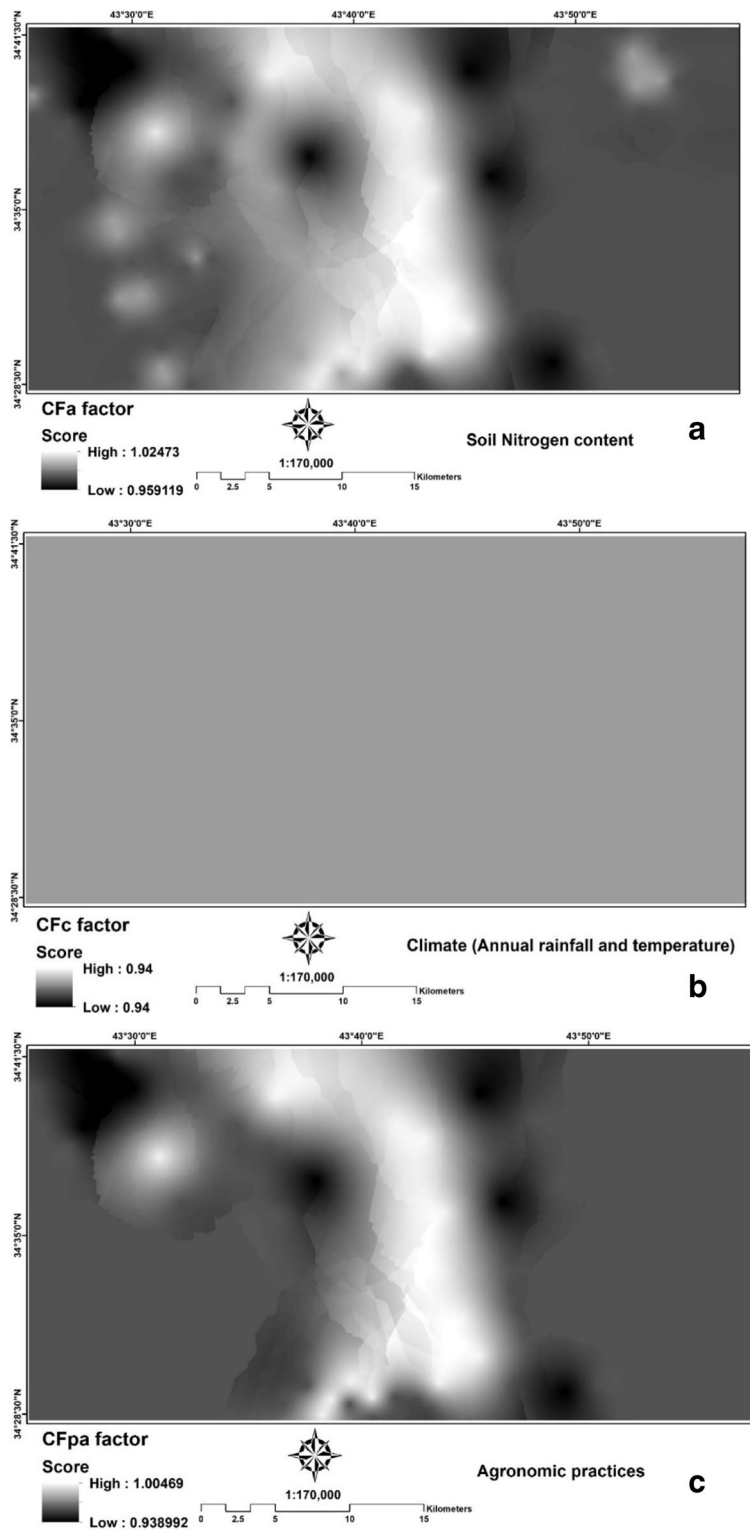 43°30'0"E 43°40'0"E 43°50'0"E
34°41'30"N
34°35'0"N
34°28'30"N
CFa factor
Score
High : 1.02473
Low : 0.959119
1:170,000
Kilometers
0 2.5 5 10 15
Soil Nitrogen content
a
43°30'0"E 43°40'0"E 43°50'0"E
34°41'30"N
34°35'0"N
34°28'30"N
CFc factor
Score
High : 0.94
Low : 0.94
1:170,000
Kilometers
0 2.5 5 10 15
Climate (Annual rainfall and temperature)
b
43°30'0"E 43°40'0"E 43°50'0"E
34°41'30"N
34°35'0"N
34°28'30"N
CFpa factor
Score
High : 1.00469
Low : 0.938992
1:170,000
Kilometers
0 2.5 5 10 15
Agronomic practices
c